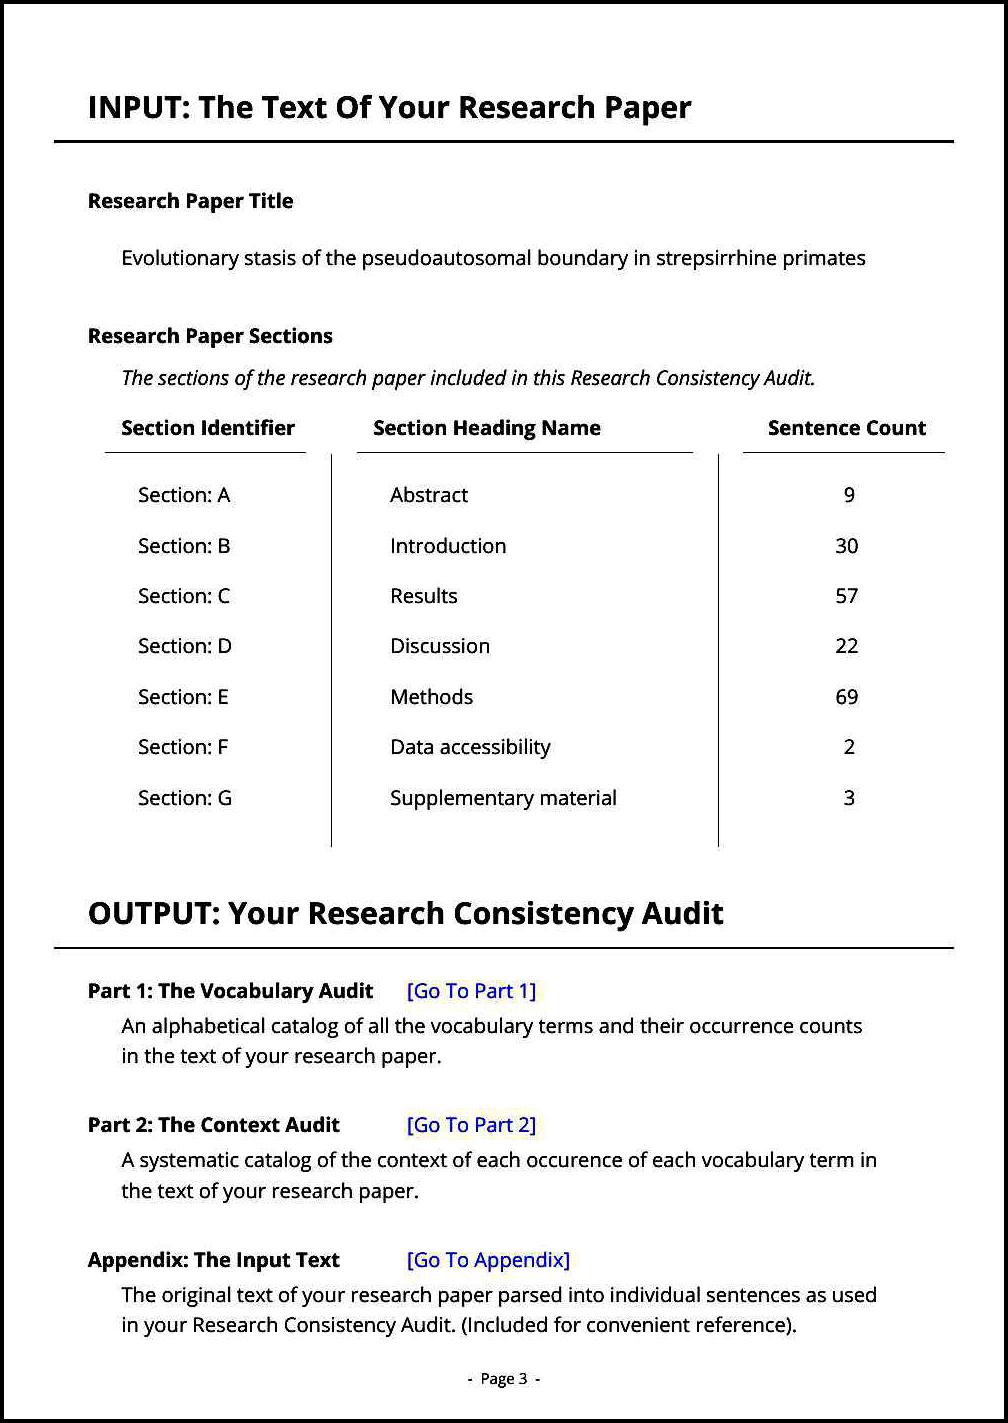 INPUT: The Text Of Your Research Paper
Research Paper Title
Evolutionary stasis of the pseudoautosomal boundary in strepsirrhine primates
Research Paper Sections
The sections of the research paper included in this Research Consistency Audit.
Section Identifier Section Heading Name Sentence Count
Section: A Abstract 9
Section: B Introduction 30
Section: C Results 57
Section: D Discussion 22
Section: E Methods 69
Section: F Data accessibility 2
Section: G Supplementary material 3
OUTPUT: Your Research Consistency Audit
Part 1: The Vocabulary Audit [Go To Part 1]
An alphabetical catalog of all the vocabulary terms and their occurrence counts
in the text of your research paper.
Part 2: The Context Audit [Go To Part 2]
A systematic catalog of the context of each occurence of each vocabulary term in
the text of your research paper.
Appendix: The Input Text [Go To Appendix]
The original text of your research paper parsed into individual sentences as used
in your Research Consistency Audit. (Included for convenient reference).
- Page 3 -